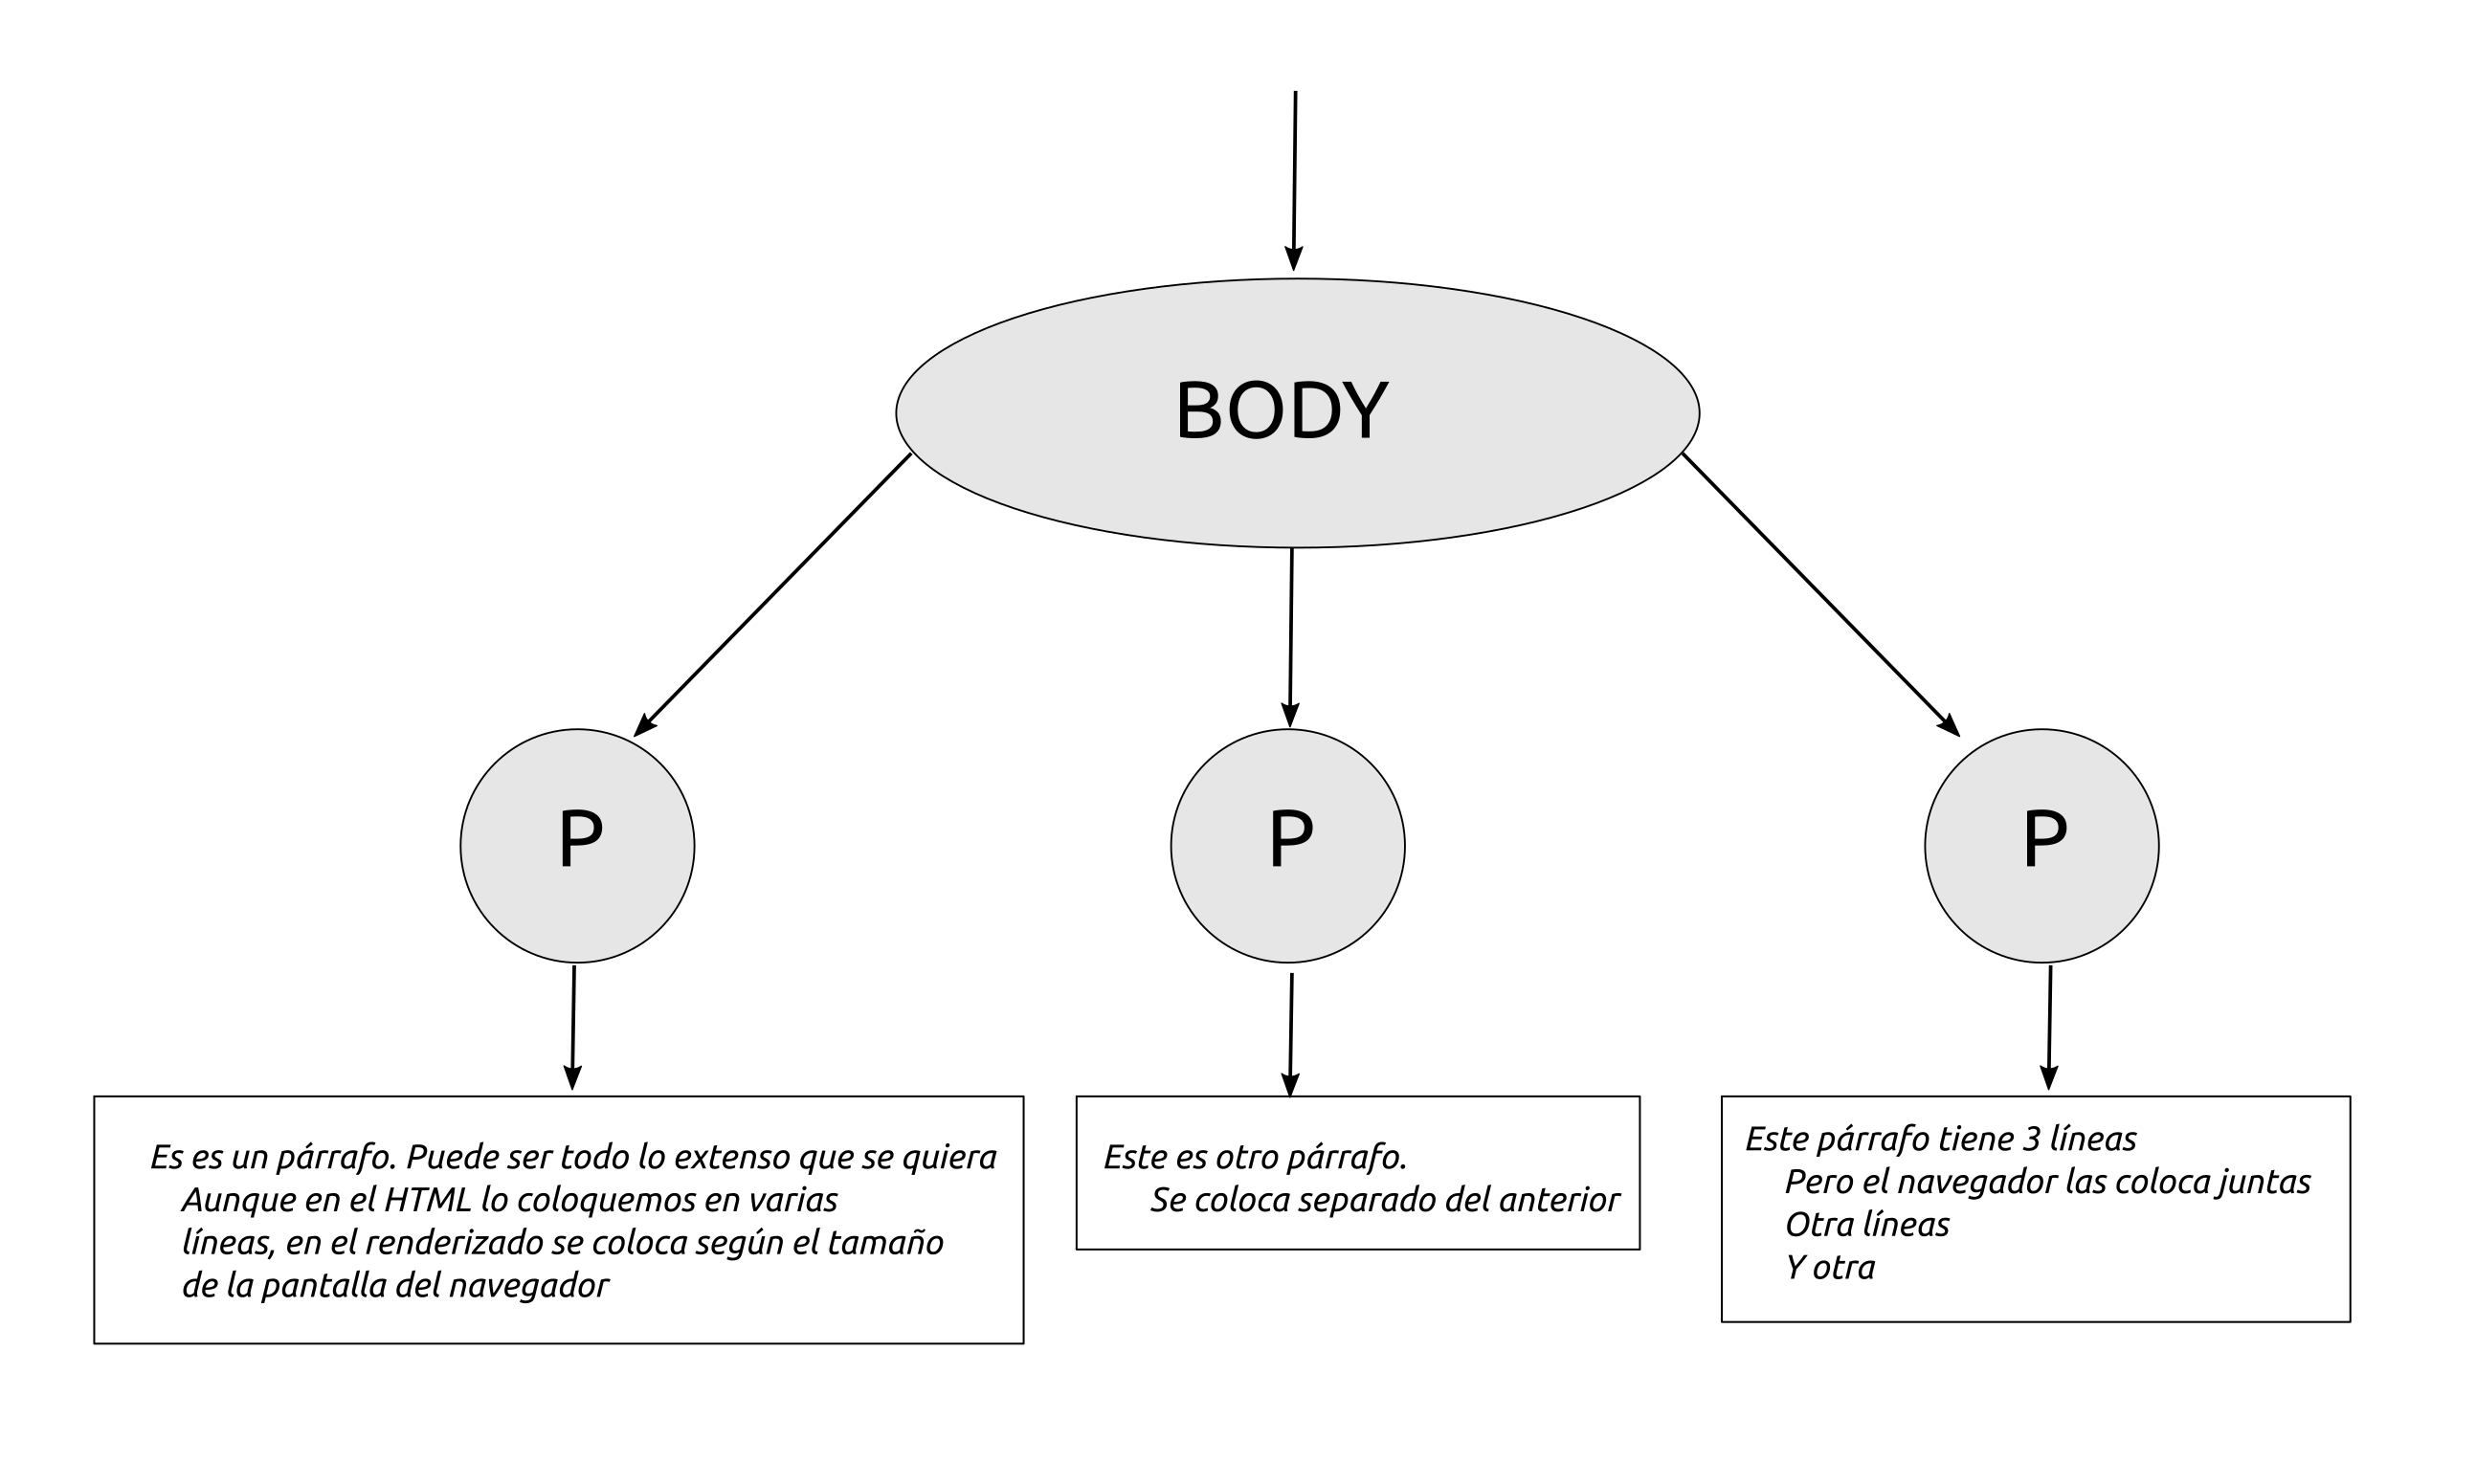 BODY
P
P
P
Es es un párrafo. Puede ser todo lo extenso que se quiera
Aunque en el HTML lo coloquemos en varias
líneas, en el renderizado se coloca según el tamaño
de la pantalla del navegador
Este es otro párrafo.
Se coloca separado del anterior
Este párrafo tiene 3 líneas
Pero el navegador las coloca juntas
Otra líneas
Y otra